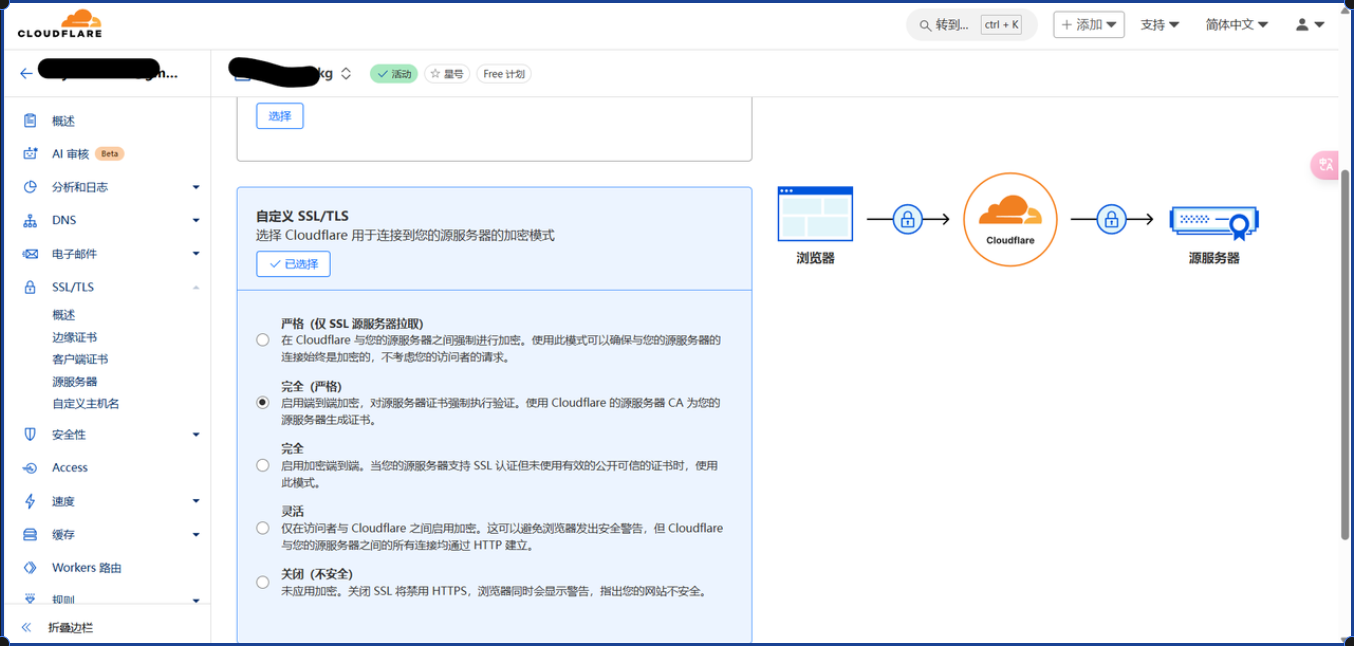 CLOUDFLARE
转到...
ctrl + K
+ 添加
支持
简体中文
kg
活动
星号
Free 计划
概述
AI 审核 Beta
分析和日志
DNS
电子邮件
SSL/TLS
概述
边缘证书
客户端证书
源服务器
自定义主机名
安全性
Access
速度
缓存
Workers 路由
规则
折叠边栏
选择
自定义 SSL/TLS
选择 Cloudflare 用于连接到您的源服务器的加密模式
已选择
严格（仅 SSL 源服务器拉取）
在 Cloudflare 与您的源服务器之间强制进行加密。使用此模式可以确保与您的源服务器的
连接始终是加密的，不考虑您的访问者的请求。
完全（严格）
启用端到端加密，对源服务器证书强制执行验证。使用 Cloudflare 的源服务器 CA 为您的
源服务器生成证书。
完全
启用加密端到端。当您的源服务器支持 SSL 认证但未使用有效的公开可信的证书时，使用
此模式。
灵活
仅在访问者与 Cloudflare 之间启用加密。这可以避免浏览器发出安全警告，但 Cloudflare
与您的源服务器之间的所有连接均通过 HTTP 建立。
关闭（不安全）
未应用加密。关闭 SSL 将禁用 HTTPS，浏览器同时会显示警告，指出您的网站不安全。
浏览器
Cloudflare
源服务器